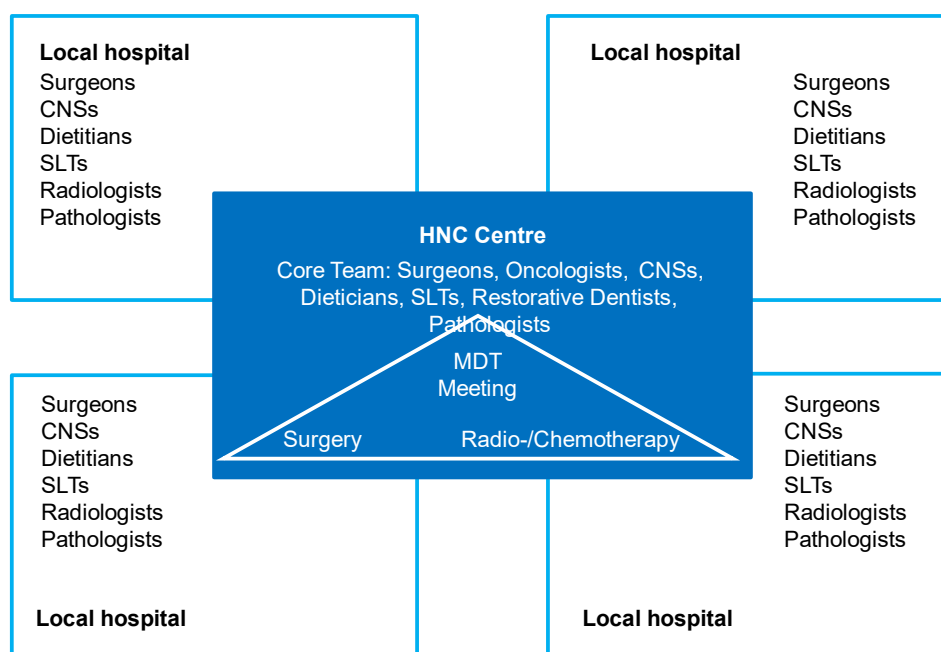 Local hospital
Surgeons
CNSs
Dietitians
SLTs
Radiologists
Pathologists
Local hospital
Surgeons
CNSs
Dietitians
SLTs
Radiologists
Pathologists
HNC Centre
Core Team: Surgeons, Oncologists, CNSs,
Dieticians, SLTs, Restorative Dentists,
Pathologists
MDT
Meeting
Surgery
Radio-/Chemotherapy
Surgeons
CNSs
Dietitians
SLTs
Radiologists
Pathologists
Local hospital
Surgeons
CNSs
Dietitians
SLTs
Radiologists
Pathologists
Local hospital